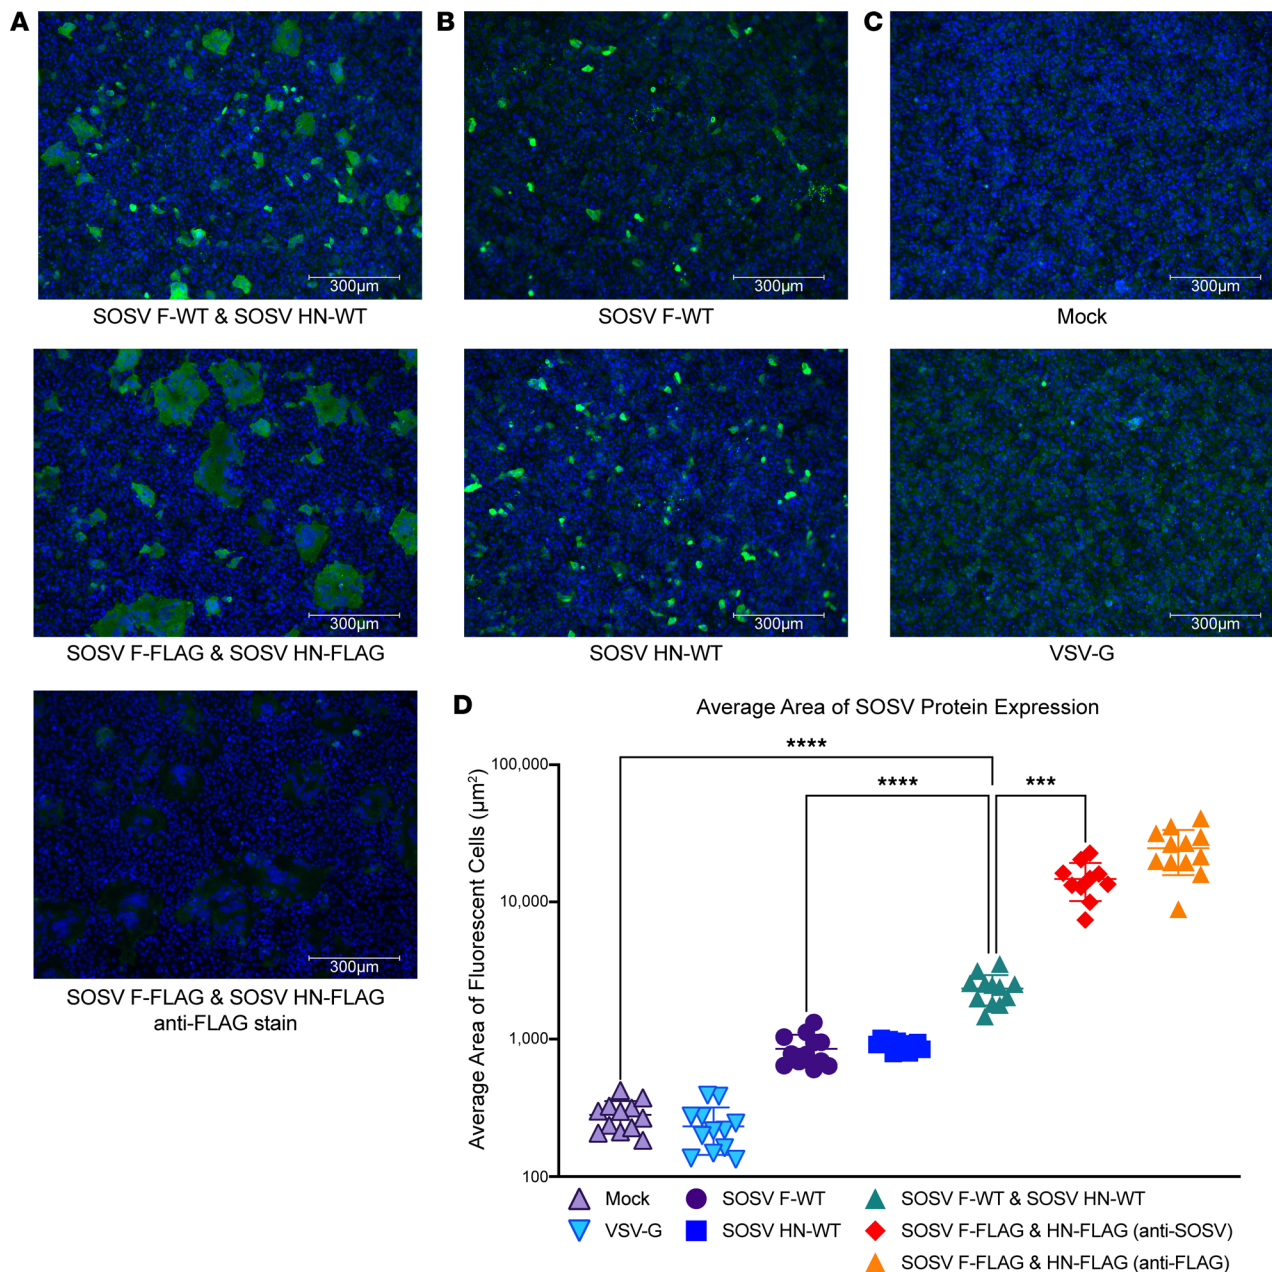 A
B
C
300µm
300µm
300µm
SOSV F-WT & SOSV HN-WT
SOSV F-WT
Mock
300µm
300µm
300µm
SOSV F-FLAG & SOSV HN-FLAG
SOSV HN-WT
VSV-G
300µm
SOSV F-FLAG & SOSV HN-FLAG
anti-FLAG stain
D
Average Area of SOSV Protein Expression
Average Area of Fluorescent Cells (µm²)
****
****
***
100,000
10,000
1,000
100
Mock
SOSV F-WT
SOSV F-WT & SOSV HN-WT
VSV-G
SOSV HN-WT
SOSV F-FLAG & HN-FLAG (anti-SOSV)
SOSV F-FLAG & HN-FLAG (anti-FLAG)